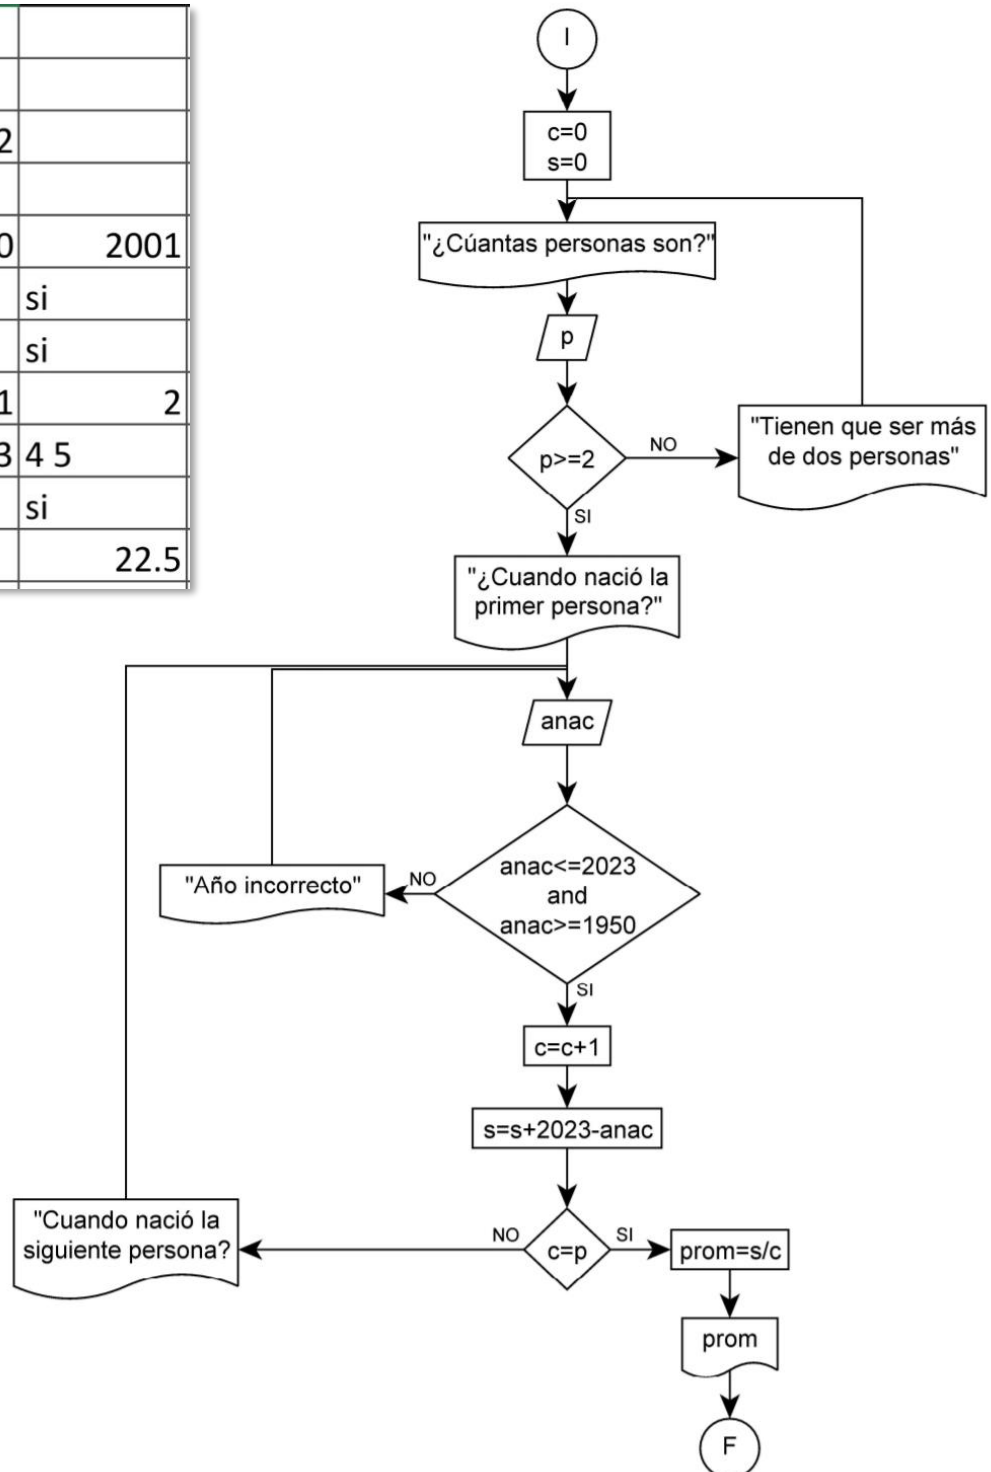 2
0 2001
si
si
1 2
3 4 5
si
22.5
I
c=0
s=0
"¿Cúantas personas son?"
p
p>=2
NO
"Tienen que ser más
de dos personas"
SI
"¿Cuando nació la
primer persona?"
anac
anac<=2023
and
anac>=1950
NO
"Año incorrecto"
SI
c=c+1
s=s+2023-anac
c=p
NO
"Cuando nació la
siguiente persona?
SI
prom=s/c
prom
F